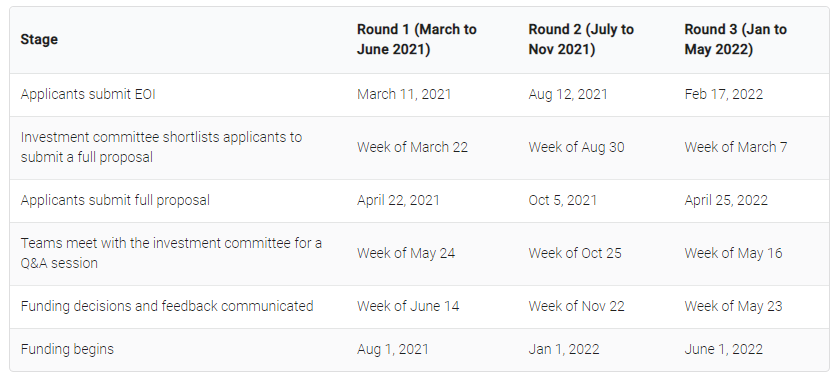 Stage
Round 1 (March to
June 2021)
Round 2 (July to
Nov 2021)
Round 3 (Jan to
May 2022)
Applicants submit EOI
March 11, 2021
Aug 12, 2021
Feb 17, 2022
Investment committee shortlists applicants to
submit a full proposal
Week of March 22
Week of Aug 30
Week of March 7
Applicants submit full proposal
April 22, 2021
Oct 5, 2021
April 25, 2022
Teams meet with the investment committee for a
Q&A session
Week of May 24
Week of Oct 25
Week of May 16
Funding decisions and feedback communicated
Week of June 14
Week of Nov 22
Week of May 23
Funding begins
Aug 1, 2021
Jan 1, 2022
June 1, 2022